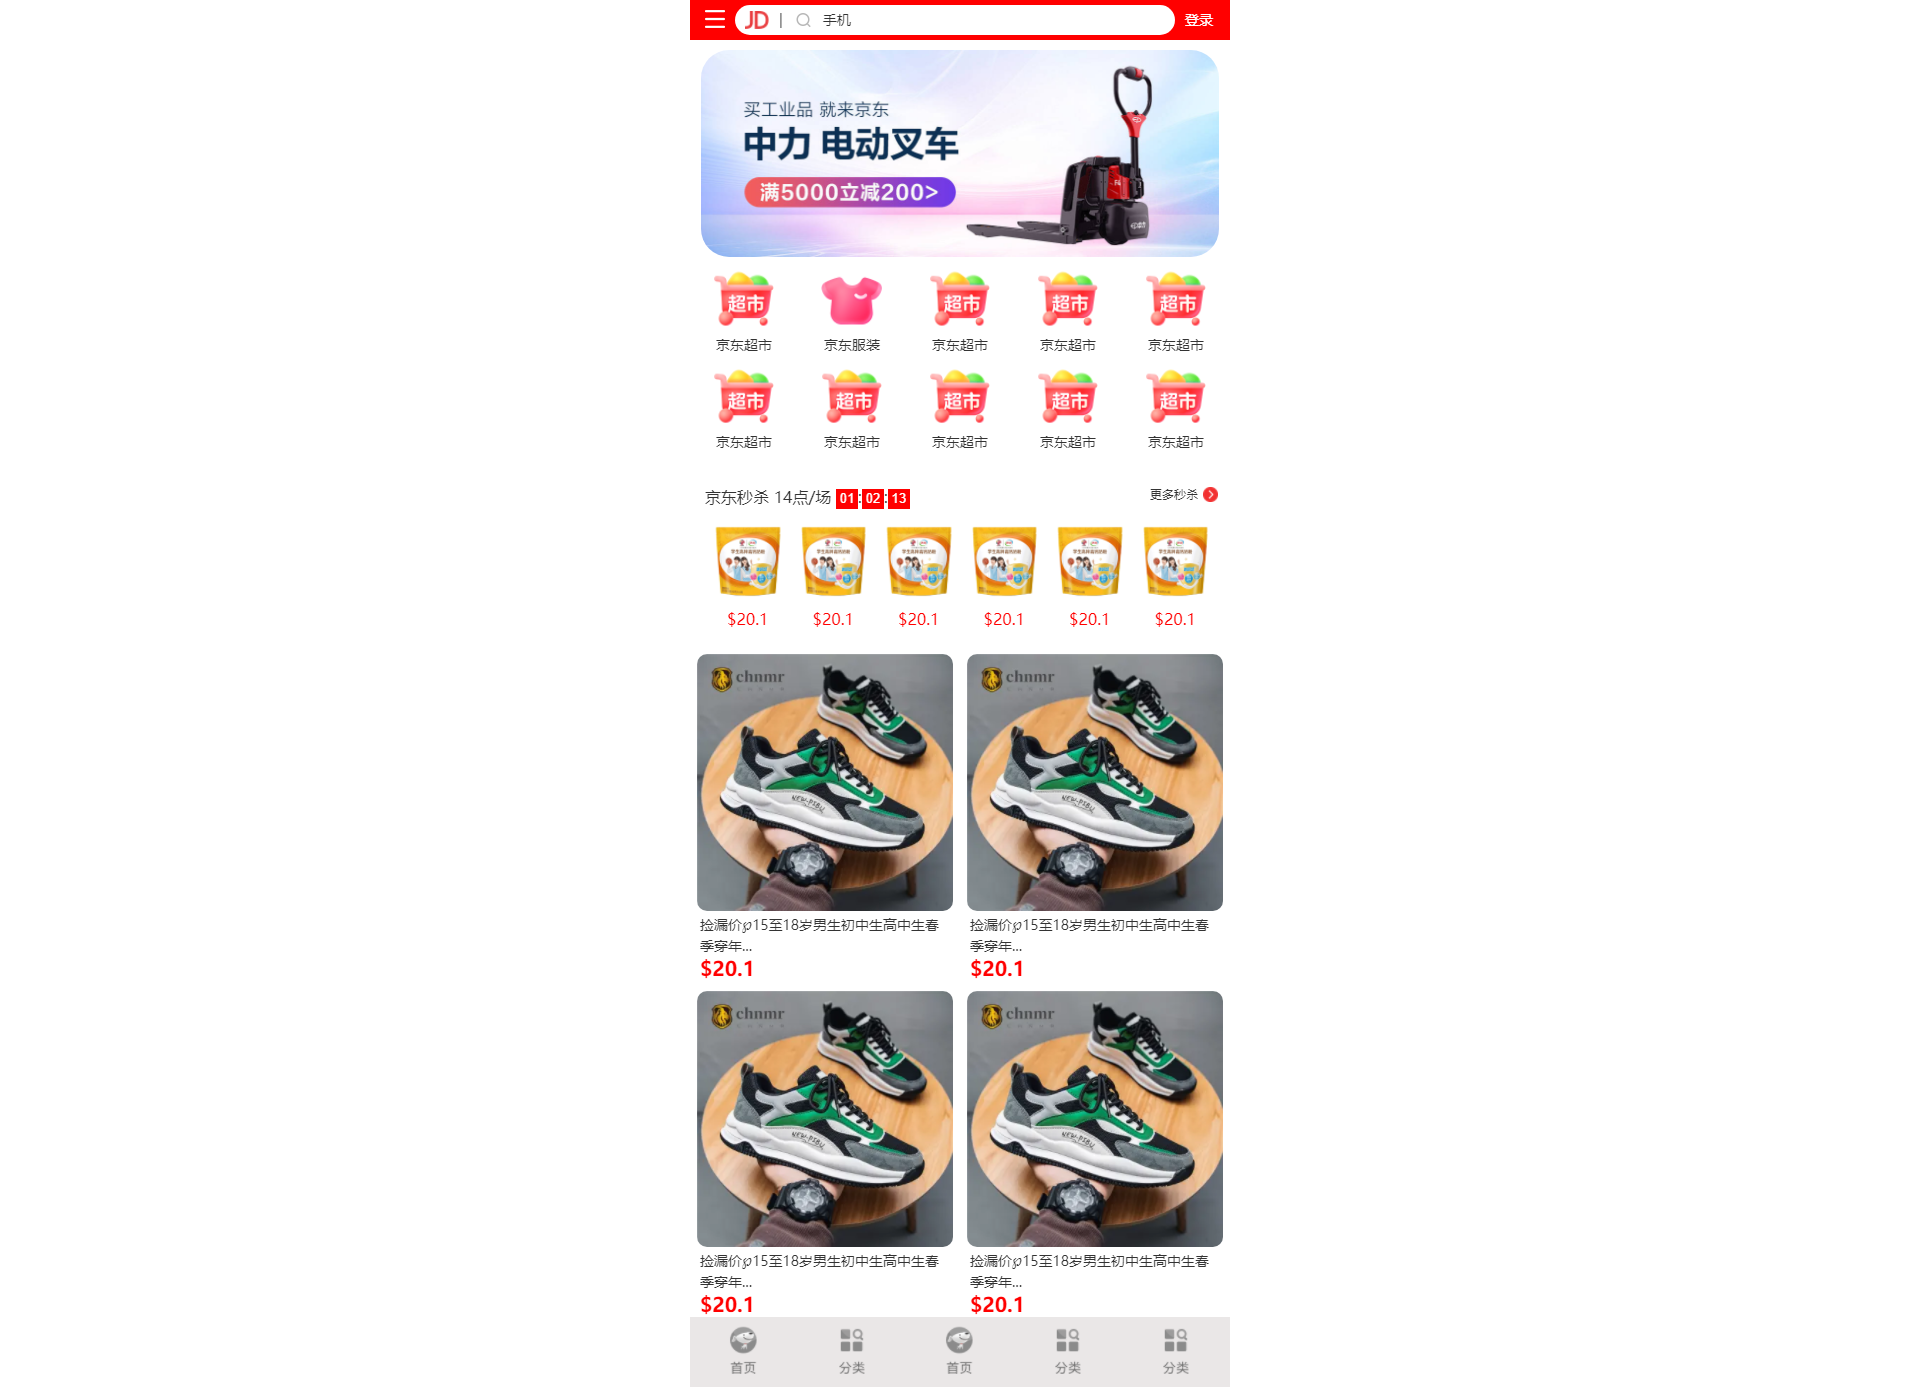 JD | 手机 登录
买工业品 就来京东
中力 电动叉车
满5000立减200>
超市 超市 超市 超市
京东超市 京东服装 京东超市 京东超市 京东超市
超市 超市 超市 超市 超市
京东超市 京东超市 京东超市 京东超市 京东超市
京东秒杀 14点/场 01:02:13 更多秒杀
$20.1 $20.1 $20.1 $20.1 $20.1 $20.1
chnmr chnmr
NEW-PSBU NEW-PSBU
捡漏价℘15至18岁男生初中生高中生春 捡漏价℘15至18岁男生初中生高中生春
季穿年... 季穿年...
$20.1 $20.1
chnmr chnmr
NEW-PSBU NEW-PSBU
捡漏价℘15至18岁男生初中生高中生春 捡漏价℘15至18岁男生初中生高中生春
季穿年... 季穿年...
$20.1 $20.1
首页 分类 首页 分类 分类